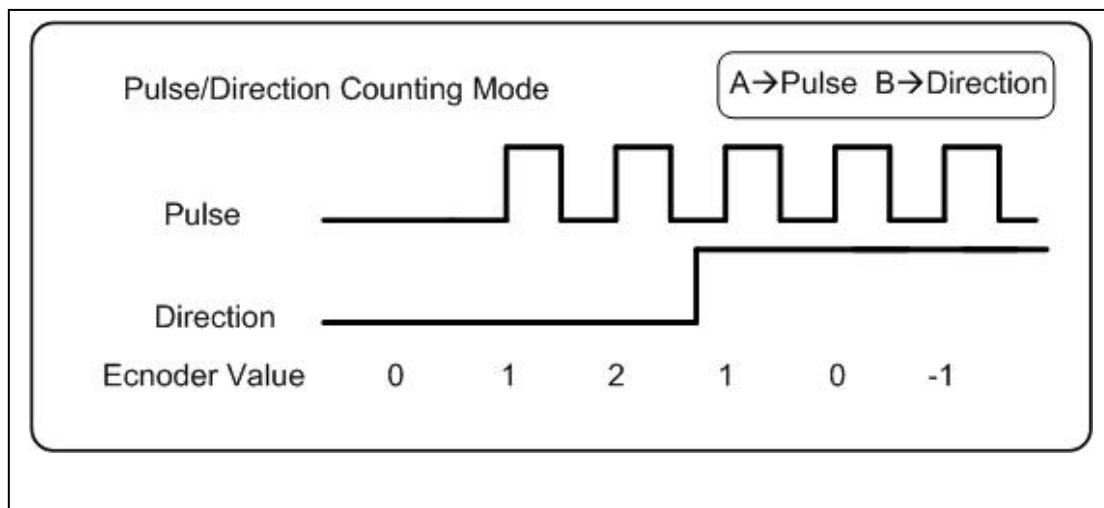 Pulse/Direction Counting Mode
A→Pulse B→Direction
Pulse
Direction
Ecnoder Value 0 1 2 1 0 -1